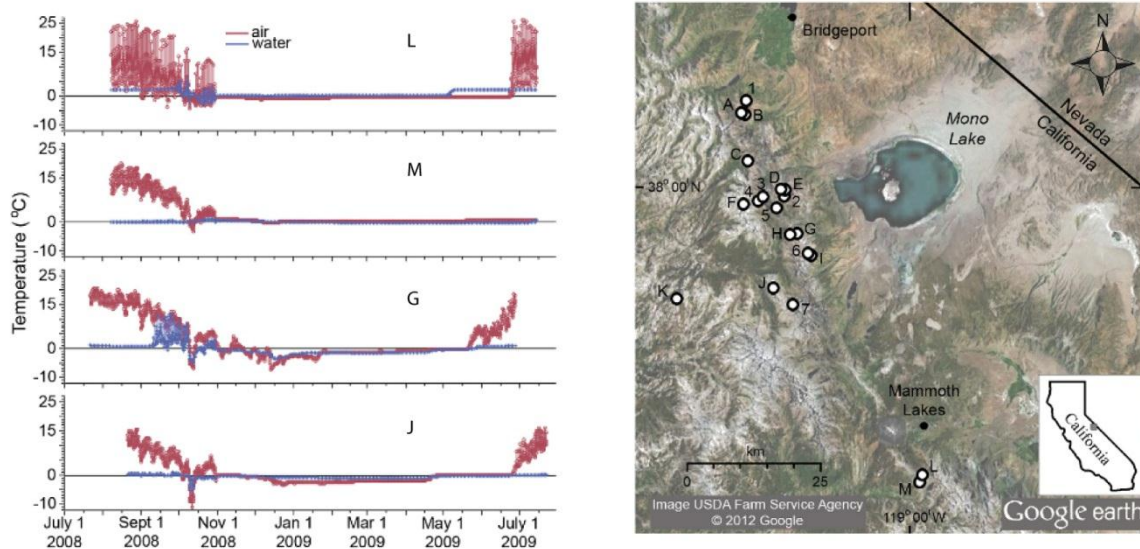 25
15
0
-10
air
water
L
25
15
0
-10
M
25
15
0
-10
G
25
15
0
-10
J
Temperature (°C)
July 1 Sept 1 Nov 1 Jan 1 March 1 May 1 July 1
2008 2008 2008 2009 2009 2009 2009
Bridgeport
N
Nevada
California
Mono
Lake
1
A
B
C
38° 00' N
D
E
3
4
2
F
5
G
H
6
I
J
K
7
Mammoth
Lakes
km
0
25
L
M
California
Image USDA Farm Service Agency
© 2012 Google
119° 00' W
Google earth